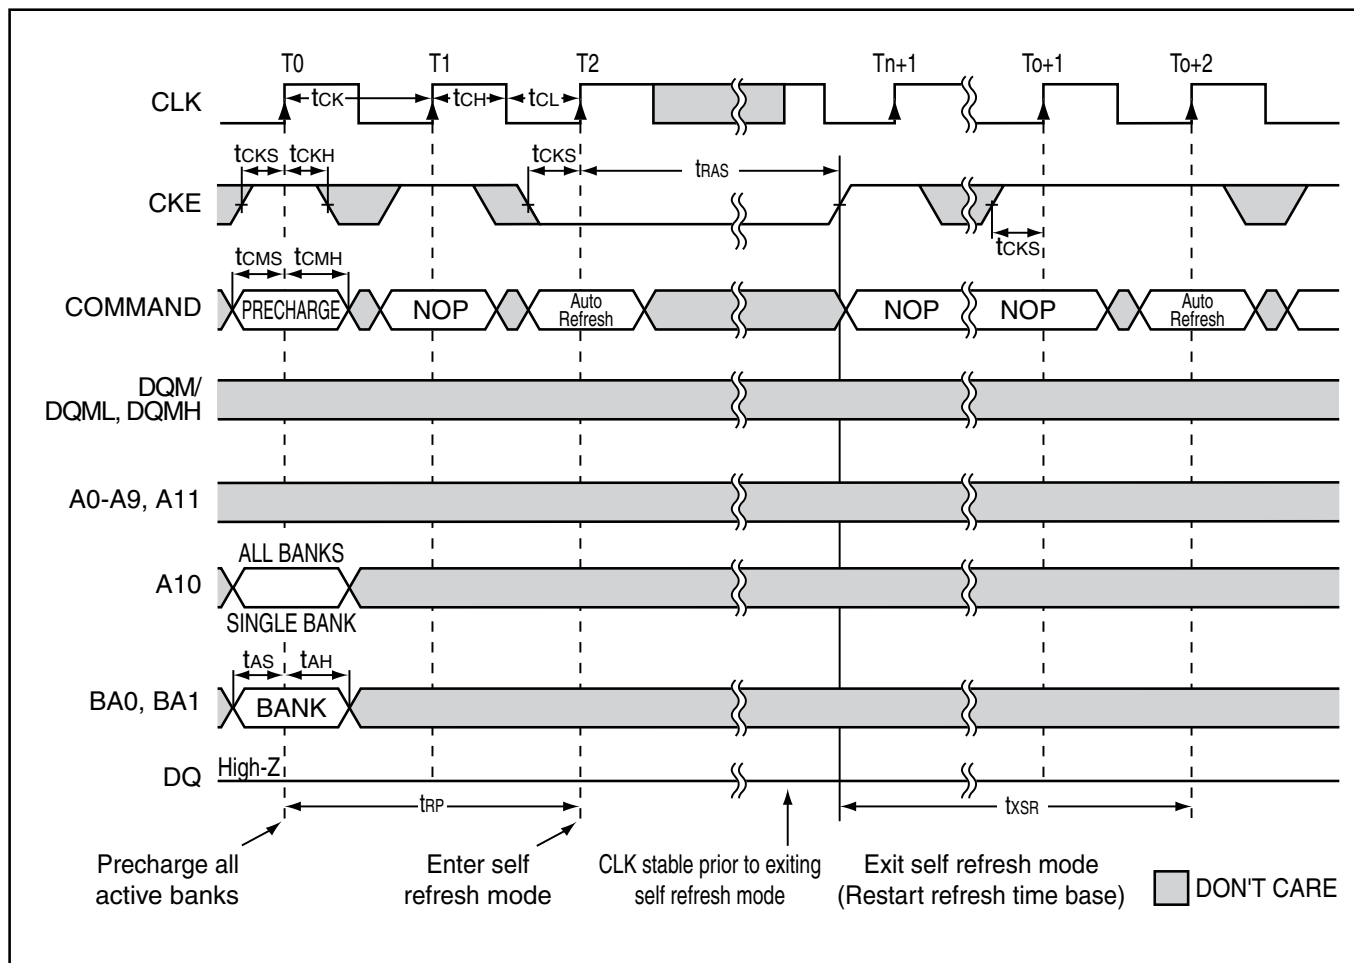 T0 T1 T2 Tn+1 To+1 To+2
CLK tCK tCH tCL
tCKS tCKH tCKS tRAS
CKE
tCKS
tCMS tCMH
COMMAND PRECHARGE NOP Auto Refresh NOP NOP Auto Refresh
DQM/
DQML, DQMH
A0-A9, A11
ALL BANKS
A10
SINGLE BANK
tAS tAH
BA0, BA1 BANK
DQ High-Z
tRP tXSR
Precharge all
active banks
Enter self
refresh mode
CLK stable prior to exiting
self refresh mode
Exit self refresh mode
(Restart refresh time base)
DON'T CARE